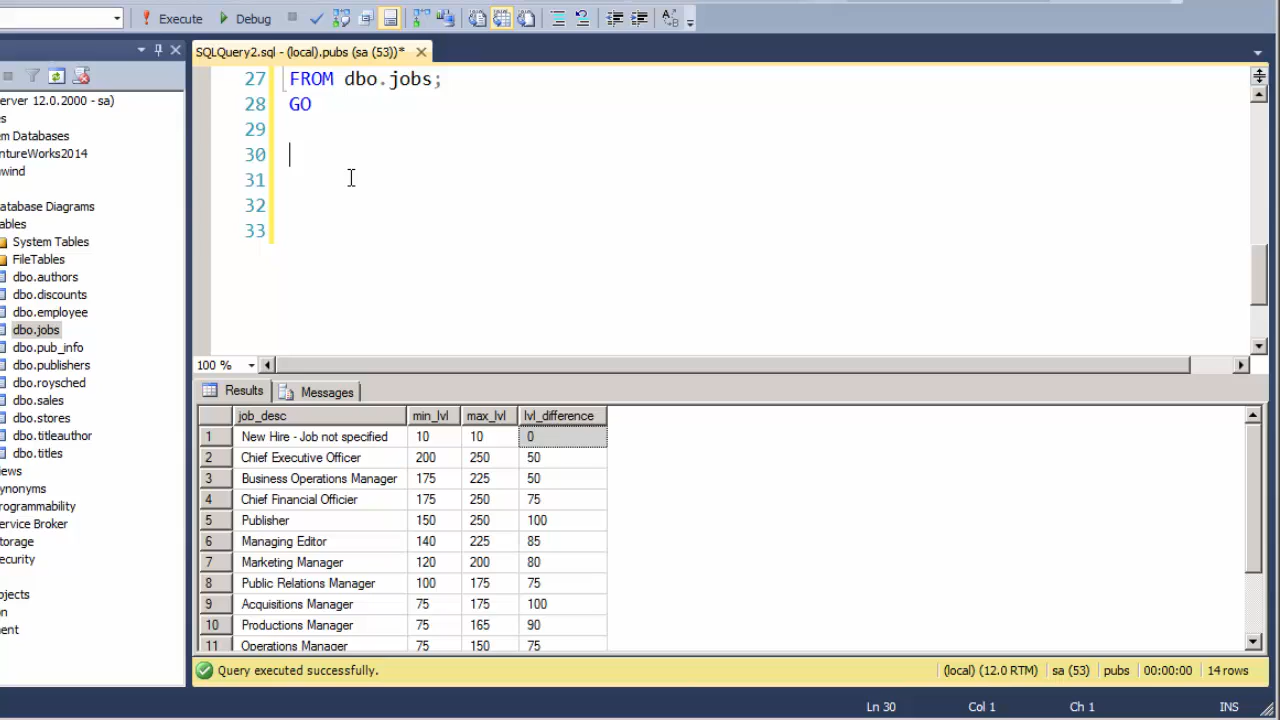 Execute Debug
SQLQuery2.sql - (local).pubs (sa (53))*
erver 12.0.2000 - sa)
es
em Databases
entureWorks2014
wind
atabase Diagrams
ables
System Tables
FileTables
dbo.authors
dbo.discounts
dbo.employee
dbo.jobs
dbo.pub_info
dbo.publishers
dbo.roysched
dbo.sales
dbo.stores
dbo.titleauthor
dbo.titles
iews
ynonyms
rogrammability
ervice Broker
torage
ecurity
bjects
on
ment
27 FROM dbo.jobs;
28 GO
29
30
31
32
33
100 %
Results Messages
job_desc min_lvl max_lvl lvl_difference
1 New Hire - Job not specified 10 10 0
2 Chief Executive Officer 200 250 50
3 Business Operations Manager 175 225 50
4 Chief Financial Officier 175 250 75
5 Publisher 150 250 100
6 Managing Editor 140 225 85
7 Marketing Manager 120 200 80
8 Public Relations Manager 100 175 75
9 Acquisitions Manager 75 175 100
10 Productions Manager 75 165 90
11 Operations Manager 75 150 75
Query executed successfully. (local) (12.0 RTM) sa (53) pubs 00:00:00 14 rows
Ln 30 Col 1 Ch 1 INS